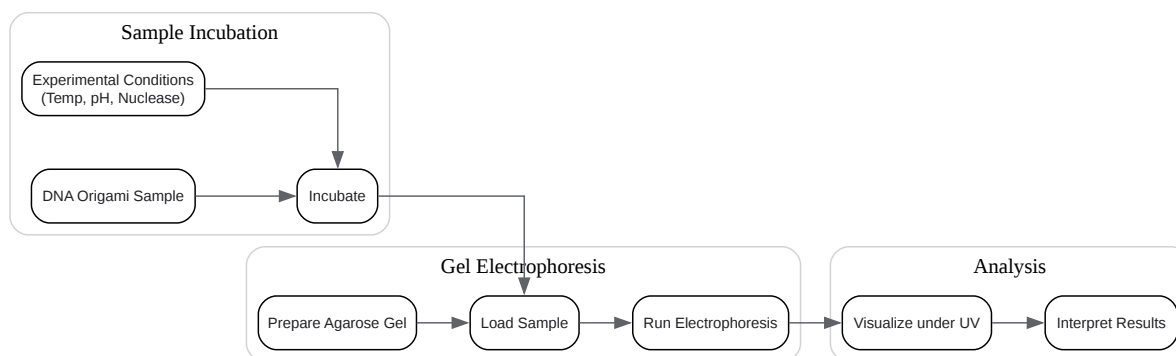 Sample Incubation
Experimental Conditions
(Temp, pH, Nuclease)
DNA Origami Sample
Incubate
Gel Electrophoresis
Prepare Agarose Gel
Load Sample
Run Electrophoresis
Analysis
Visualize under UV
Interpret Results